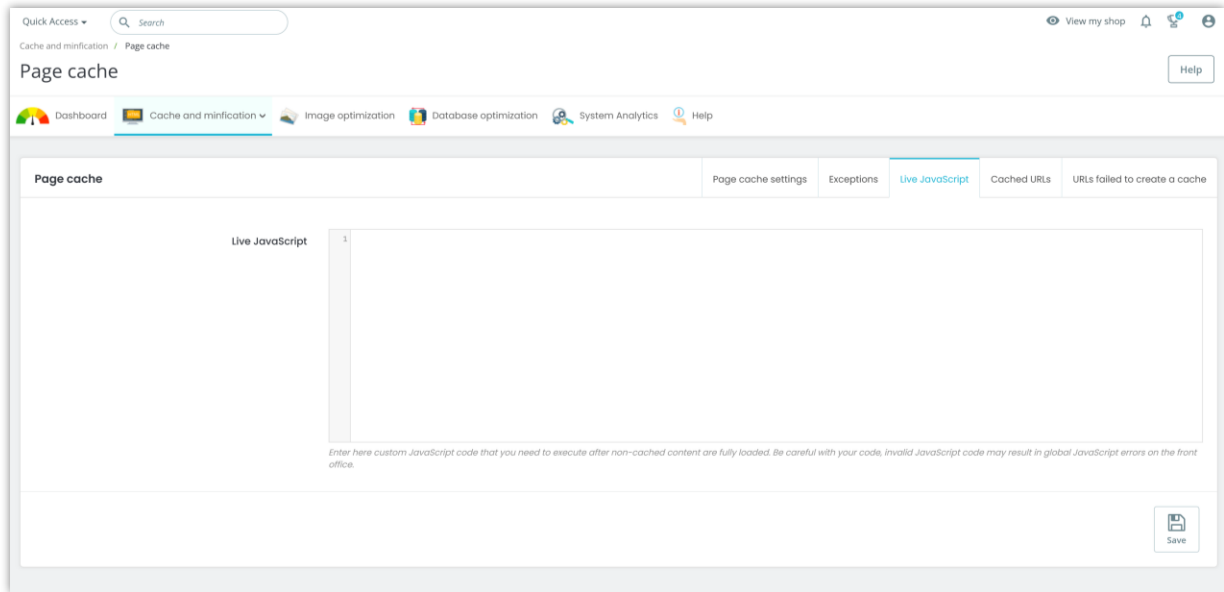 Quick Access
Search
View my shop
4
Cache and minfication / Page cache
Page cache
Help
Dashboard
Cache and minfication
Image optimization
Database optimization
System Analytics
Help
Page cache
Page cache settings
Exceptions
Live JavaScript
Cached URLs
URLs failed to create a cache
Live JavaScript
1
Enter here custom JavaScript code that you need to execute after non-cached content are fully loaded. Be careful with your code, invalid JavaScript code may result in global JavaScript errors on the front
office.
Save